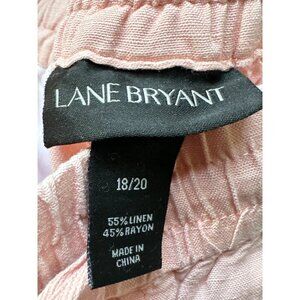 LANE BRYANT
18/20
55% LINEN
45% RAYON
MADE IN
CHINA